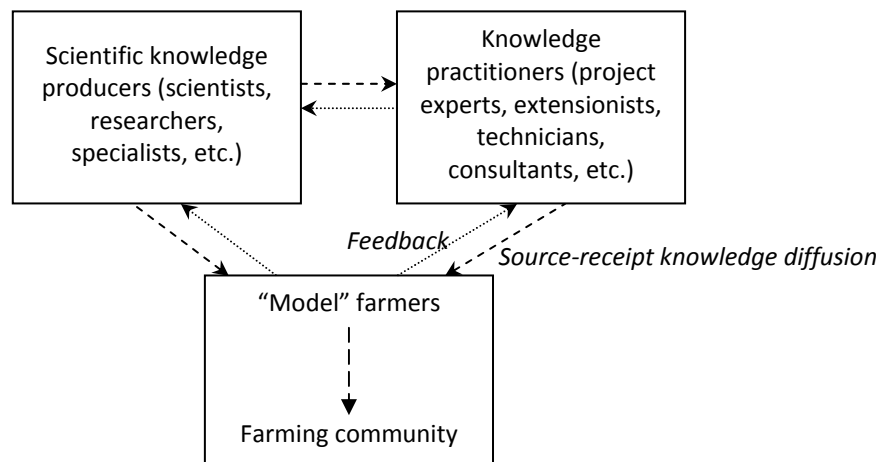 Scientific knowledge
producers (scientists,
researchers,
specialists, etc.)
Knowledge
practitioners (project
experts, extensionists,
technicians,
consultants, etc.)
Feedback
Source-receipt knowledge diffusion
“Model” farmers
Farming community